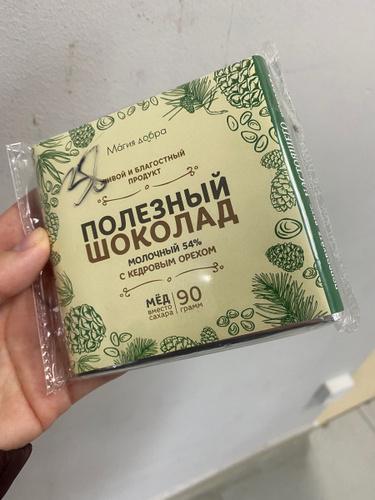 Магия добра
живой и благостный
продукт
ПОЛЕЗНЫЙ
ШОКОЛАД
МОЛОЧНЫЙ 54%
С КЕДРОВЫМ ОРЕХОМ
МЁД 90
вместо грамм
сахара